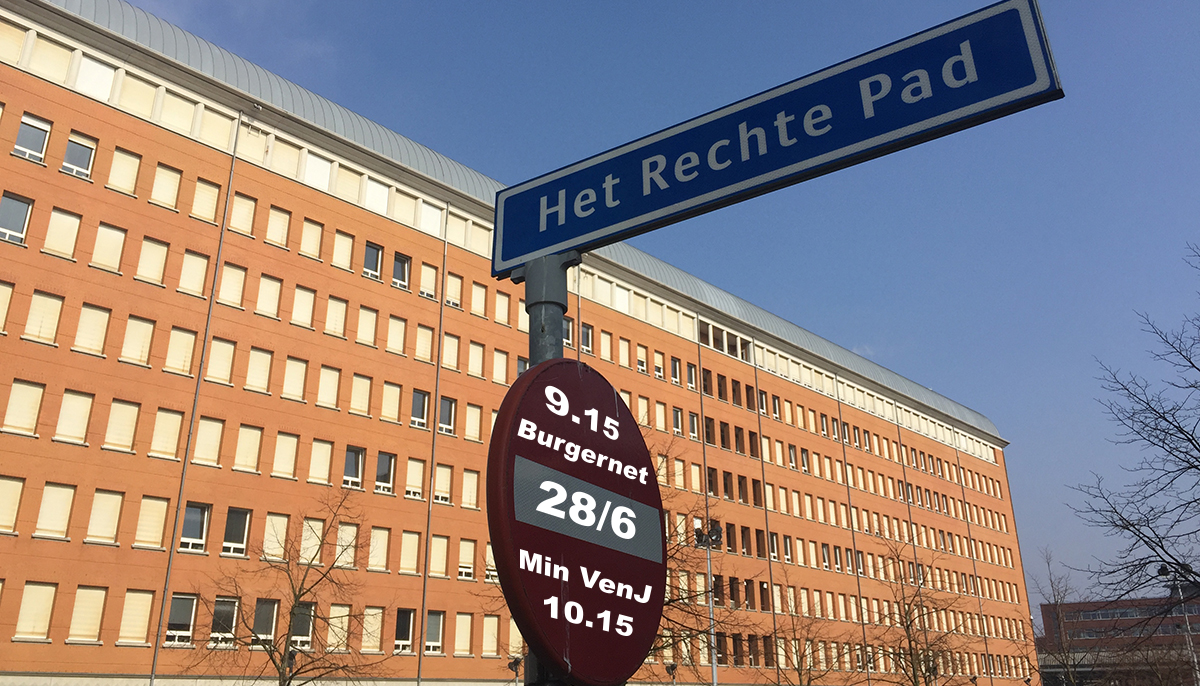 Het Rechte Pad
9.15
Burgernet
28/6
Min VenJ
10.15